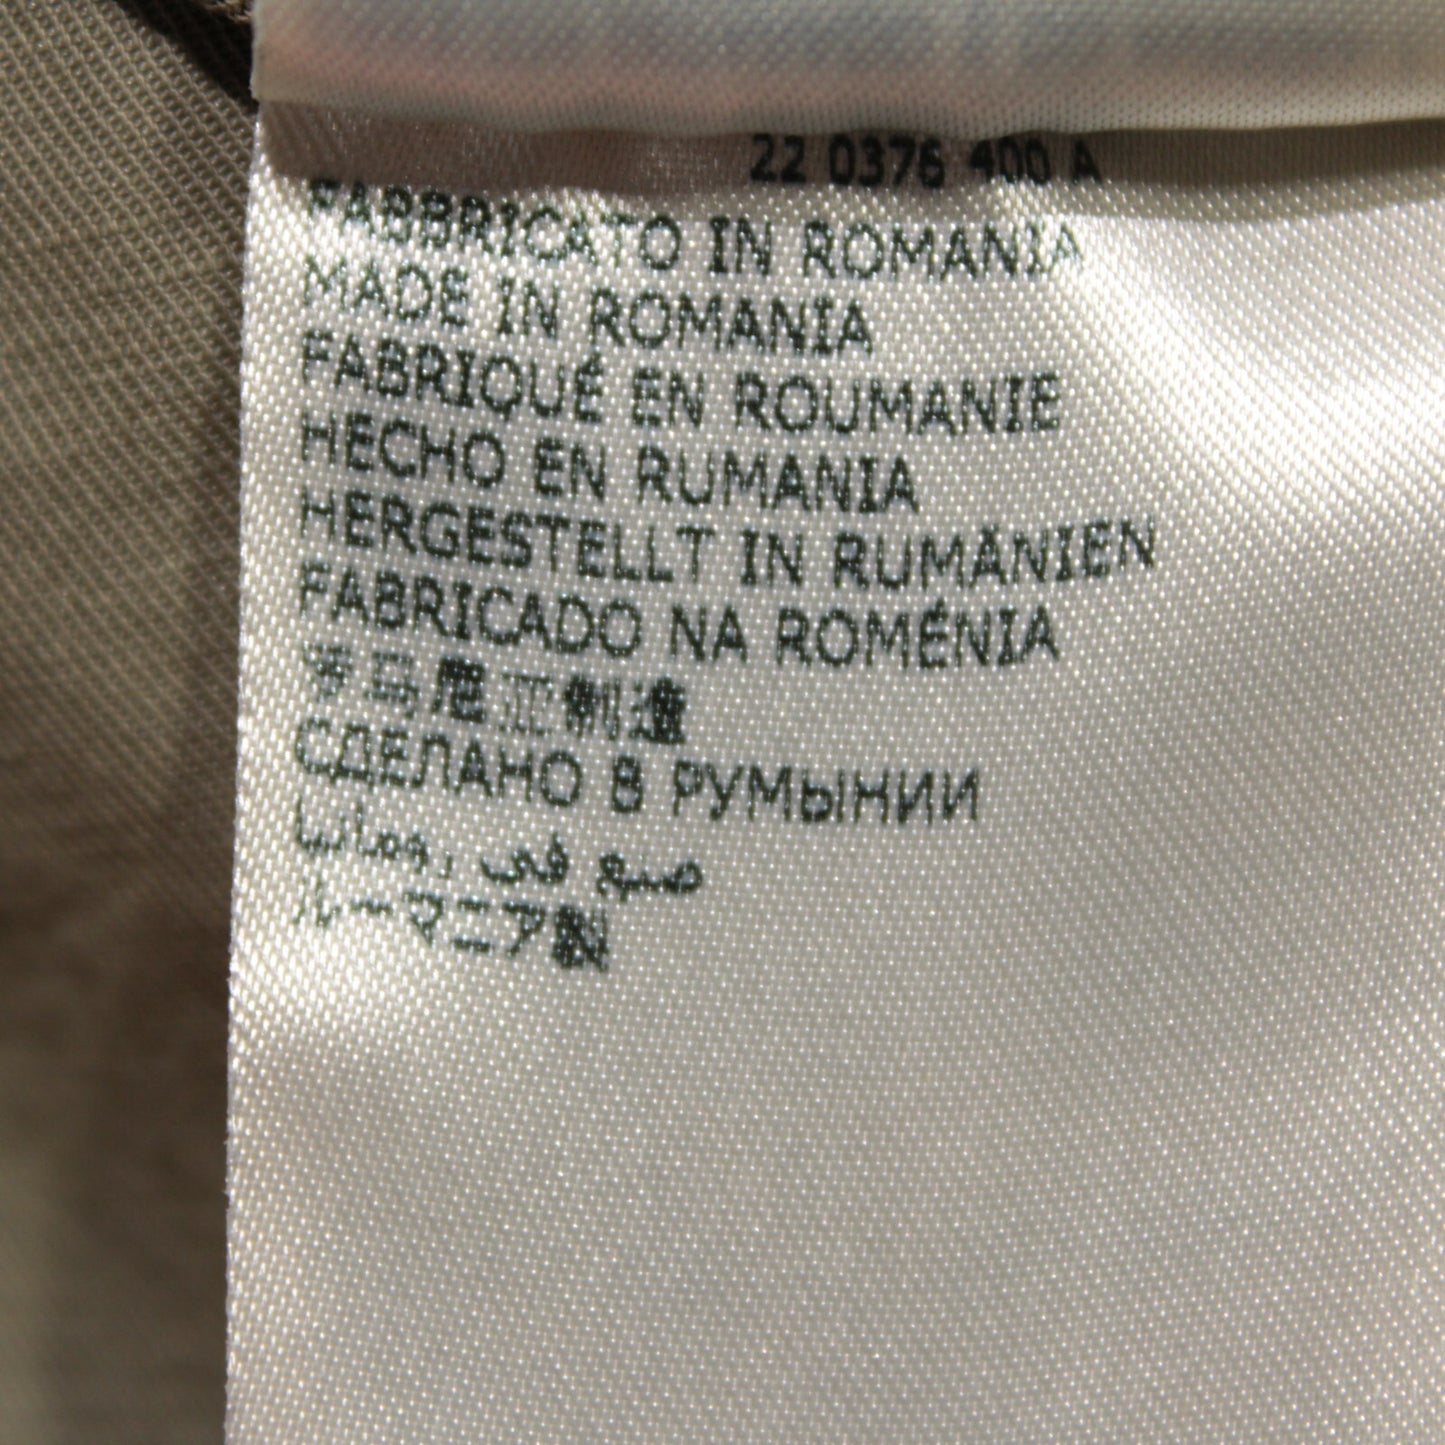 22 0376 400 A
FABBRICATO IN ROMANIA
MADE IN ROMANIA
FABRIQUÉ EN ROUMANIE
HECHO EN RUMANIA
HERGESTELLT IN RUMÄNIEN
FABRICADO NA ROMÉNIA
罗马尼亚制造
СДЕЛАНО В РУМЫНИИ
صنع في رومانيا
ルーマニア製